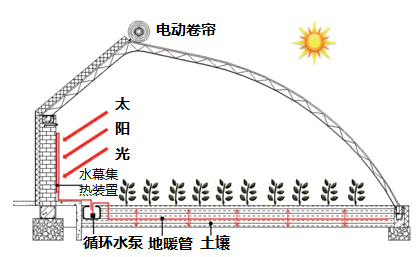 电动卷帘
太
阳
光
水幕集
热装置
循环水泵 地暖管 土壤